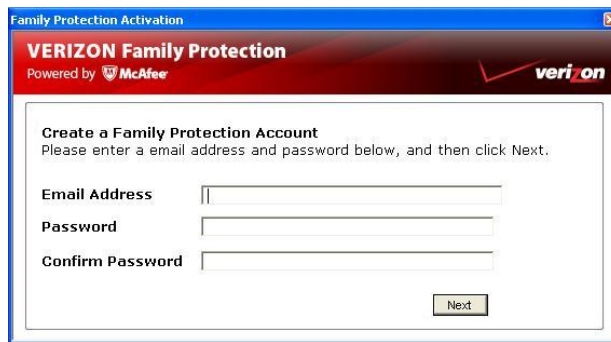 Family Protection Activation
VERIZON Family Protection
Powered by McAfee
verizon
Create a Family Protection Account
Please enter a email address and password below, and then click Next.
Email Address
Password
Confirm Password
Next